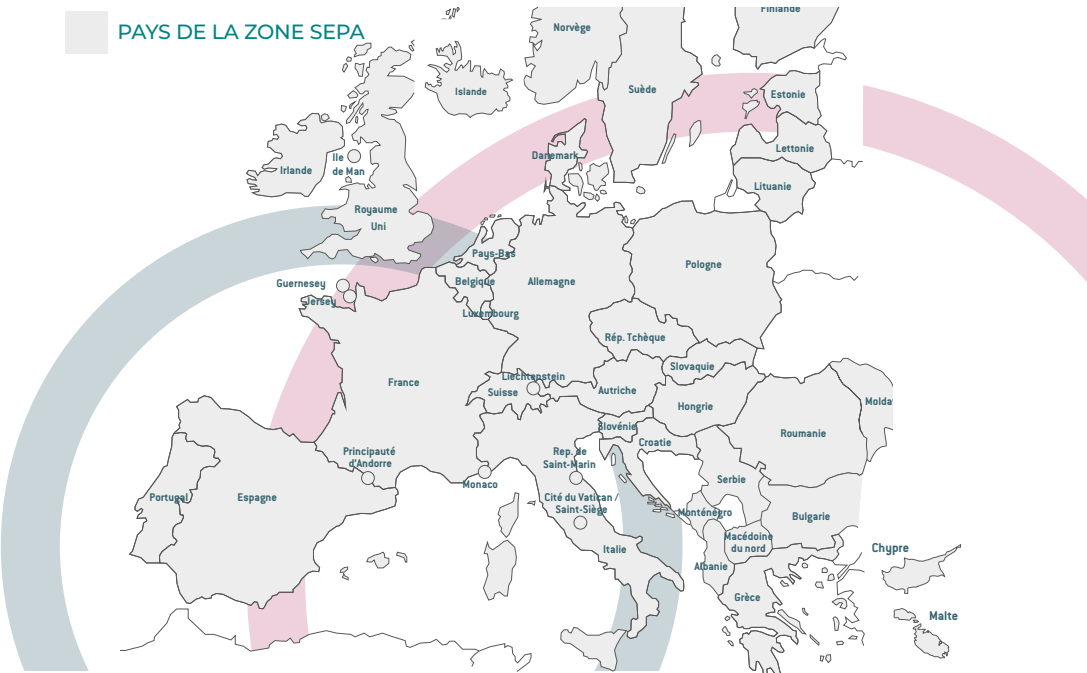 PAYS DE LA ZONE SEPA
Finlande
Norvège
Islande
Suède
Estonie
Lettonie
Danemark
Ile
de Man
Irlande
Lituanie
Royaume
Uni
Pays-Bas
Pologne
Guernesey
Belgique
Allemagne
Jersey
Luxembourg
Rép. Tchèque
Slovaquie
Liechtenstein
France
Suisse
Autriche
Molda
Hongrie
Slovénie
Roumanie
Croatie
Principauté
d'Andorre
Rep. de
Saint-Marin
Serbie
Monaco
Portugal
Espagne
Cité du Vatican /
Saint-Siège
Monténégro
Bulgarie
Macédoine
du nord
Italie
Chypre
Albanie
Grèce
Malte